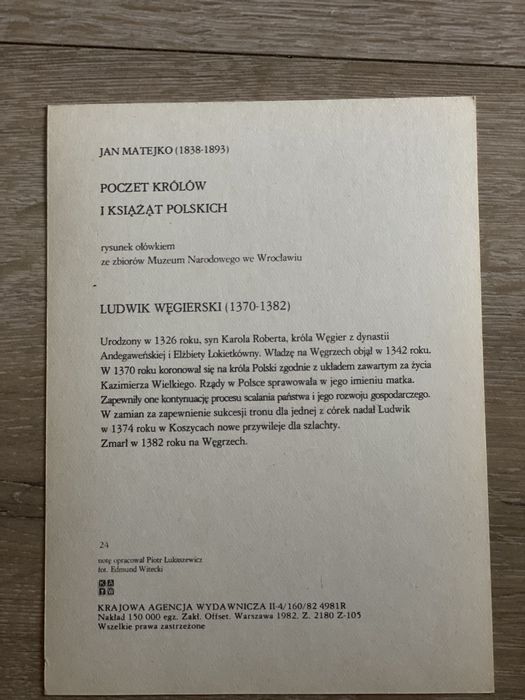 JAN MATEJKO (1838-1893)
POCZET KRÓLÓW
I KSIĄŻĄT POLSKICH
rysunek ołówkiem
ze zbiorów Muzeum Narodowego we Wrocławiu
LUDWIK WĘGIERSKI (1370-1382)
Urodzony w 1326 roku, syn Karola Roberta, króla Węgier z dynastii
Andegaweńskiej i Elżbiety Łokietkówny. Władzę na Węgrzech objął w 1342 roku.
W 1370 roku koronował się na króla Polski zgodnie z układem zawartym za życia
Kazimierza Wielkiego. Rządy w Polsce sprawowała w jego imieniu matka.
Zapewniły one kontynuację procesu scalania państwa i jego rozwoju gospodarczego.
W zamian za zapewnienie sukcesji tronu dla jednej z córek nadał Ludwik
w 1374 roku w Koszycach nowe przywileje dla szlachty.
Zmarł w 1382 roku na Węgrzech.
24
notę opracował Piotr Łukaszewicz
fot. Edmund Witecki
KRAJOWA AGENCJA WYDAWNICZA II-4/160/82 4981R
Nakład 150 000 egz. Zakł. Offset. Warszawa 1982. Z. 2180 Z-105
Wszelkie prawa zastrzeżone